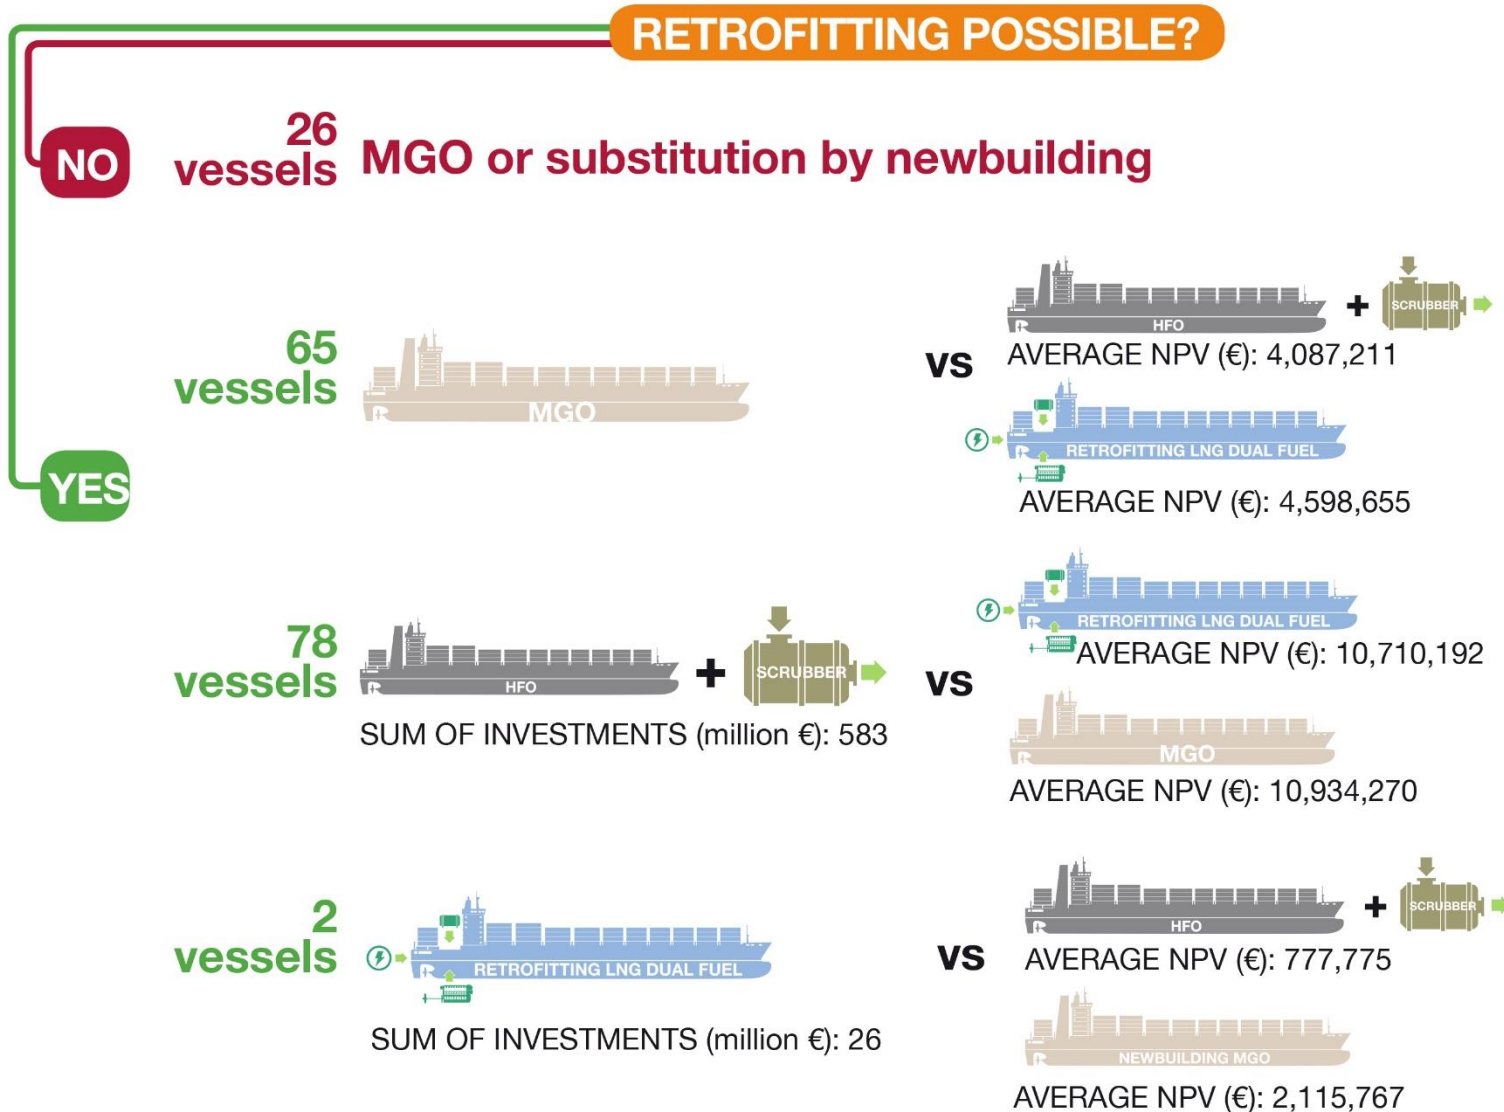 RETROFITTING POSSIBLE?
NO
26
vessels
MGO or substitution by newbuilding
YES
65
vessels
MGO
vs
HFO
+
SCRUBBER
AVERAGE NPV (€): 4,087,211
RETROFITTING LNG DUAL FUEL
AVERAGE NPV (€): 4,598,655
78
vessels
HFO
+
SCRUBBER
SUM OF INVESTMENTS (million €): 583
vs
RETROFITTING LNG DUAL FUEL
AVERAGE NPV (€): 10,710,192
MGO
AVERAGE NPV (€): 10,934,270
2
vessels
RETROFITTING LNG DUAL FUEL
SUM OF INVESTMENTS (million €): 26
vs
HFO
+
SCRUBBER
AVERAGE NPV (€): 777,775
NEWBUILDING MGO
AVERAGE NPV (€): 2,115,767